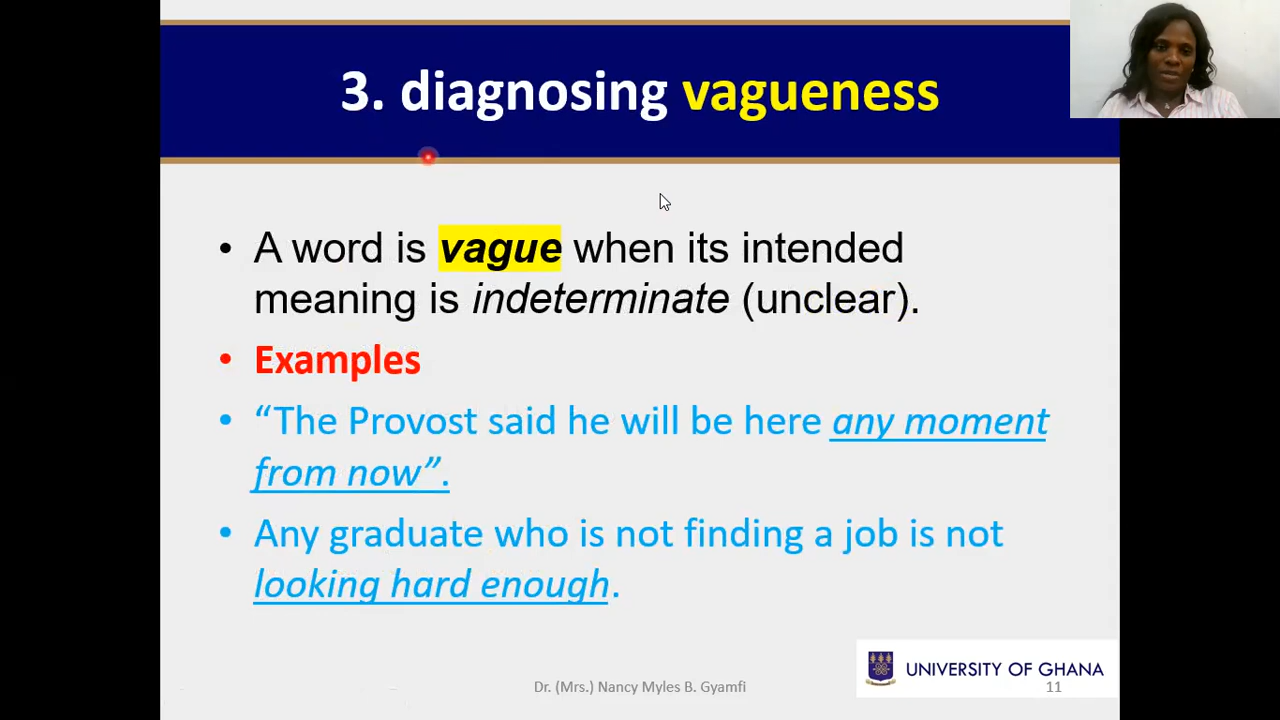 3. diagnosing vagueness
• A word is vague when its intended
meaning is indeterminate (unclear).
• Examples
• “The Provost said he will be here any moment
from now”.
• Any graduate who is not finding a job is not
looking hard enough.
UNIVERSITY OF GHANA
Dr. (Mrs.) Nancy Myles B. Gyamfi
11